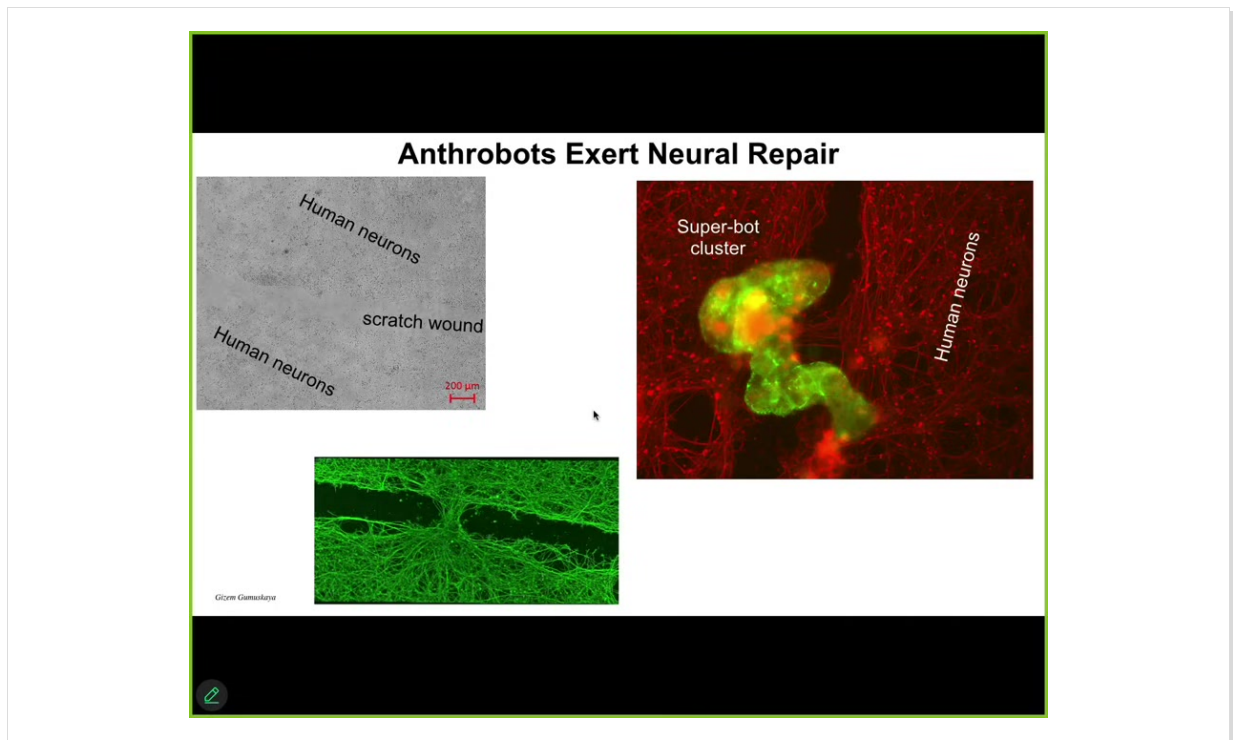 Anthrobots Exert Neural Repair
Human neurons
scratch wound
Human neurons
200 µm
Super-bot
cluster
Human neurons
Gizem Gumuskaya